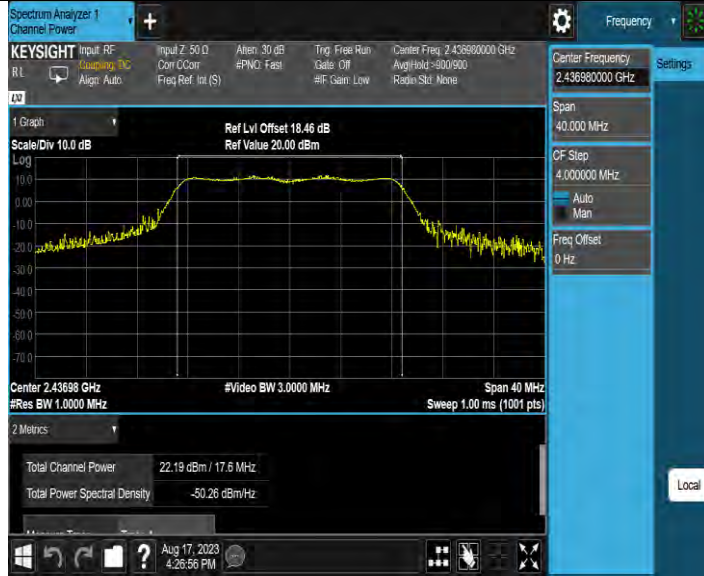 Spectrum Analyzer 1
Channel Power
+
Frequency
KEYSIGHT
R L
Input: RF
Coupling: DC
Align: Auto
Input Z: 50 Ω
Corr CCorr
Freq Ref: Int (S)
Atten: 30 dB
#PNO: Fast
Trig: Free Run
Gate: Off
#IF Gain: Low
Center Freq: 2.436980000 GHz
Avg|Hold:>900/900
Radio Std: None
Center Frequency
2.436980000 GHz
Settings
Span
40.000 MHz
CF Step
4.000000 MHz
Auto
Man
Freq Offset
0 Hz
1 Graph
Scale/Div 10.0 dB
Ref Lvl Offset 18.46 dB
Ref Value 20.00 dBm
Log
10.0
0.00
-10.0
-20.0
-30.0
-40.0
-50.0
-60.0
-70.0
Center 2.43698 GHz
#Video BW 3.0000 MHz
Span 40 MHz
#Res BW 1.0000 MHz
Sweep 1.00 ms (1001 pts)
2 Metrics
Total Channel Power
22.19 dBm / 17.6 MHz
Total Power Spectral Density
-50.26 dBm/Hz
Local
?
Aug 17, 2023
4:26:56 PM